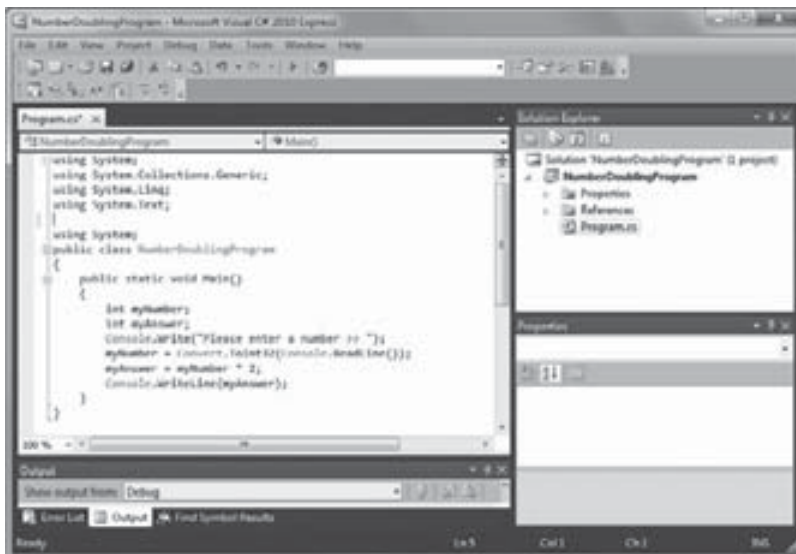 NumberDoublingProgram - Microsoft Visual C# 2010 Express
File Edit View Project Debug Data Tools Window Help
Program.cs* ×
NumberDoublingProgram
Main()
using System;
using System.Collections.Generic;
using System.Linq;
using System.Text;
using System;
public class NumberDoublingProgram
{
public static void Main()
{
int myNumber;
int myAnswer;
Console.Write("Please enter a number >> ");
myNumber = Convert.ToInt32(Console.ReadLine());
myAnswer = myNumber * 2;
Console.WriteLine(myAnswer);
}
}
100 %
Output
Show output from: Debug
Error List Output Find Symbol Results
Ready Ln 5 Col 1 Ch 1 INS
Solution Explorer
Solution 'NumberDoublingProgram' (1 project)
NumberDoublingProgram
Properties
References
Program.cs
Properties